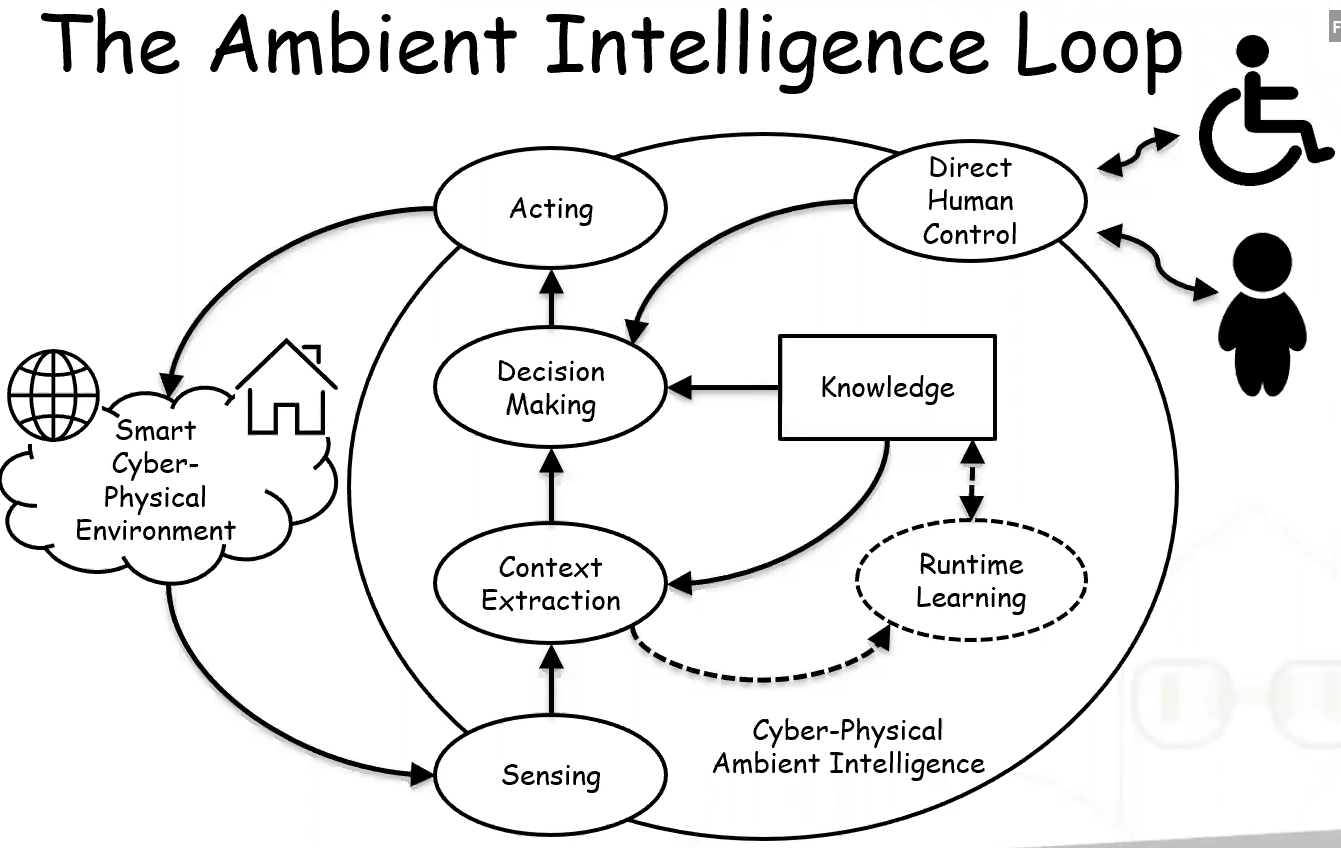 The Ambient Intelligence Loop
F
Acting
Direct
Human
Control
Decision
Making
Knowledge
Smart
Cyber-
Physical
Environment
Context
Extraction
Runtime
Learning
Cyber-Physical
Ambient Intelligence
Sensing